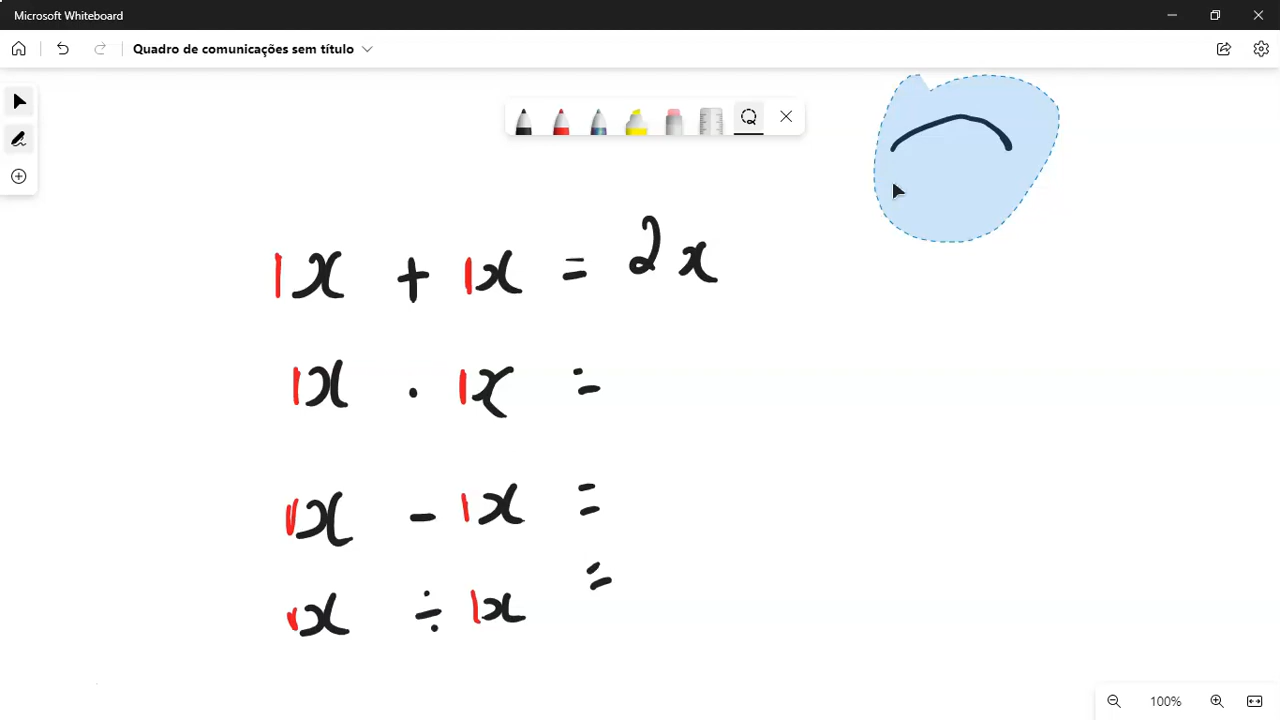 Microsoft Whiteboard
Quadro de comunicações sem título
1x + 1x = 2x
1x . 1x =
1x - 1x =
1x ÷ 1x =
100%